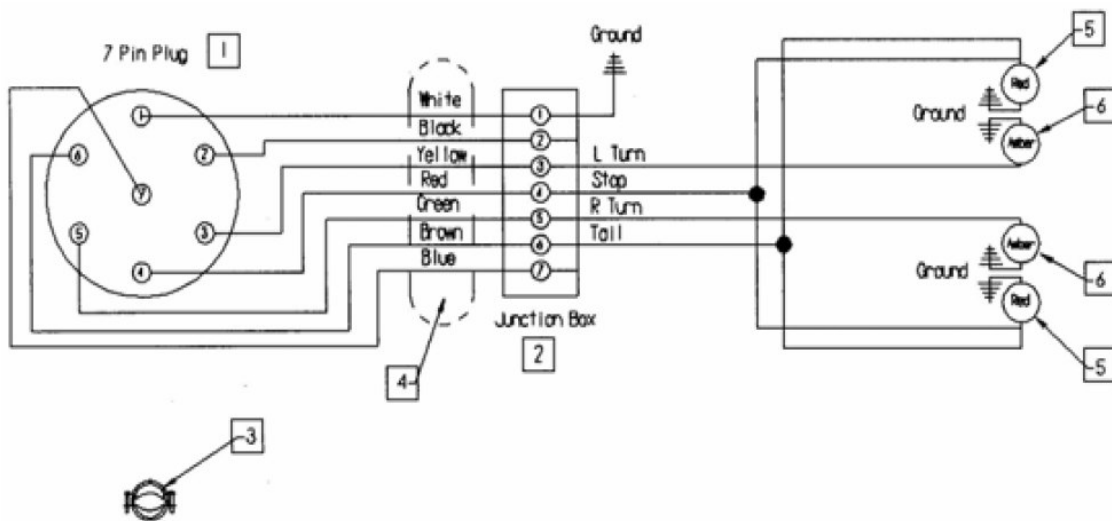 7 Pin Plug
1
Ground
5
1
White
1
Red
Black
2
Ground
6
6
2
Yellow
3
L Turn
Amber
Red
4
Stop
7
Green
5
R Turn
5
3
Brown
6
Tail
Amber
4
Blue
7
Ground
6
Red
Junction Box
4
2
5
3